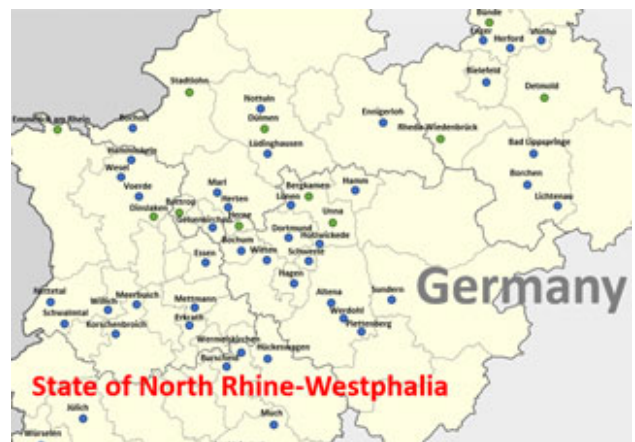 Bünde
Enger
Herford
Vlotho
Stadtlohn
Bielefeld
Detmold
Nottuln
Ennigerloh
Emmerich am Rhein
Bocholt
Dülmen
Rheda-Wiedenbrück
Lüdinghausen
Bad Lippspringe
Hamminkeln
Wesel
Voerde
Marl
Bergkamen
Hamm
Borchen
Herten
Lünen
Lichtenau
Dinslaken
Bottrop
Gelsenkirchen
Herne
Unna
Dortmund
Bochum
Holzwickede
Essen
Witten
Schwerte
Hagen
Germany
Nettetal
Willich
Meerbusch
Mettmann
Altena
Sundern
Schwalmtal
Korschenbroich
Erkrath
Werdohl
Plettenberg
Wermelskirchen
Burscheid
Hückeswagen
State of North Rhine-Westphalia
Jülich
Much
Würselen